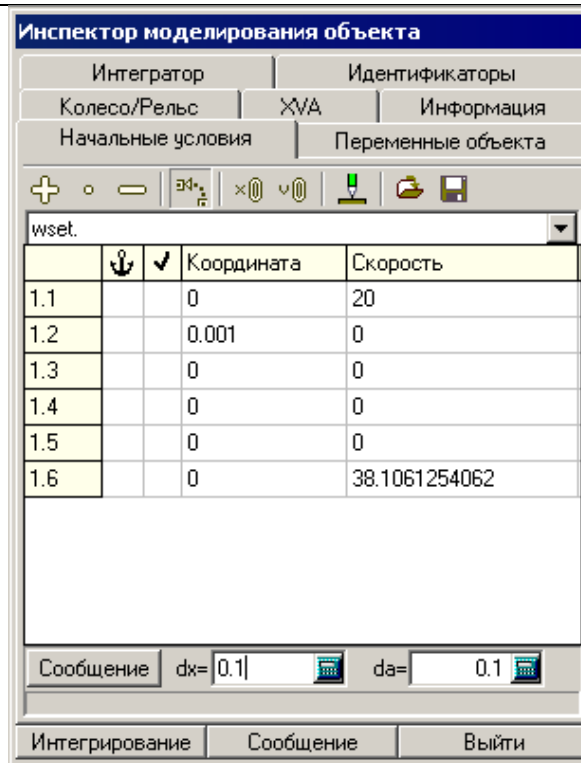 Инспектор моделирования объекта
Интегратор Идентификаторы
Колесо/Рельс XVA Информация
Начальные условия Переменные объекта
wset.
Координата Скорость
1.1 0 20
1.2 0.001 0
1.3 0 0
1.4 0 0
1.5 0 0
1.6 0 38.1061254062
Сообщение dx= 0.1 da= 0.1
Интегрирование Сообщение Выйти